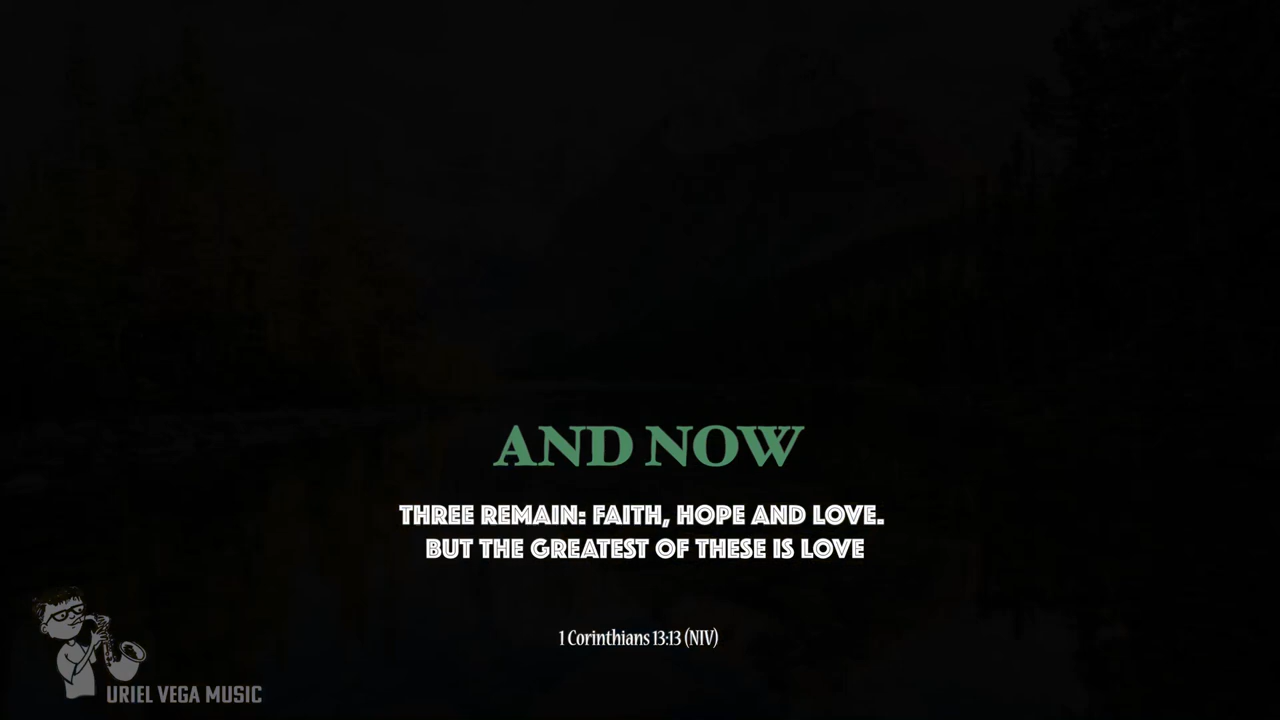 AND NOW
THREE REMAIN: FAITH, HOPE AND LOVE.
BUT THE GREATEST OF THESE IS LOVE
1 Corinthians 13:13 (NIV)
URIEL VEGA MUSIC